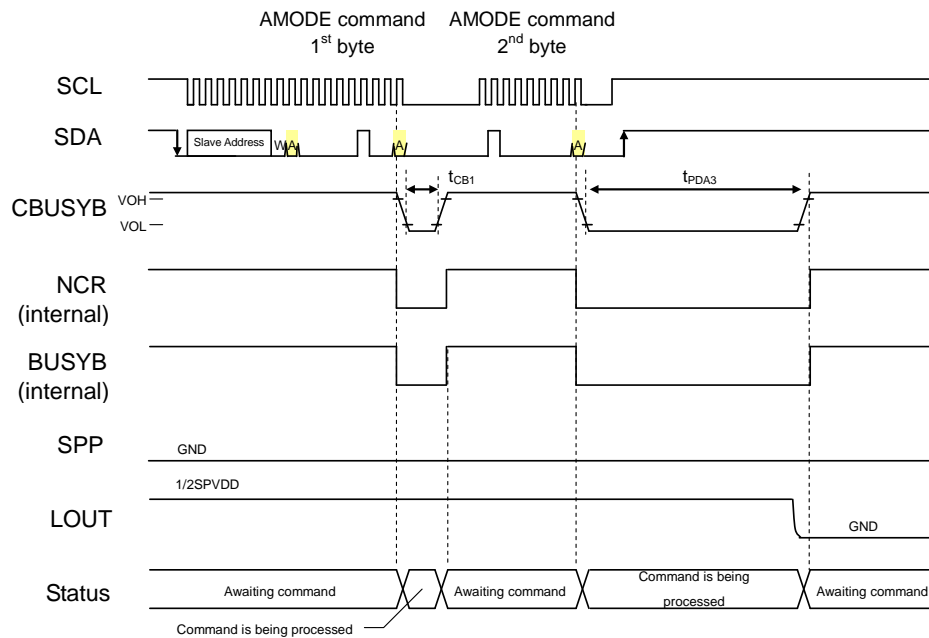 AMODE command
1st byte
AMODE command
2nd byte
SCL
SDA
Slave Address
W
A
A
A
tCB1
tPDA3
CBUSYB
VOH
VOL
NCR
(internal)
BUSYB
(internal)
SPP
GND
1/2SPVDD
LOUT
GND
Status
Awaiting command
Awaiting command
Command is being
processed
Awaiting command
Command is being processed